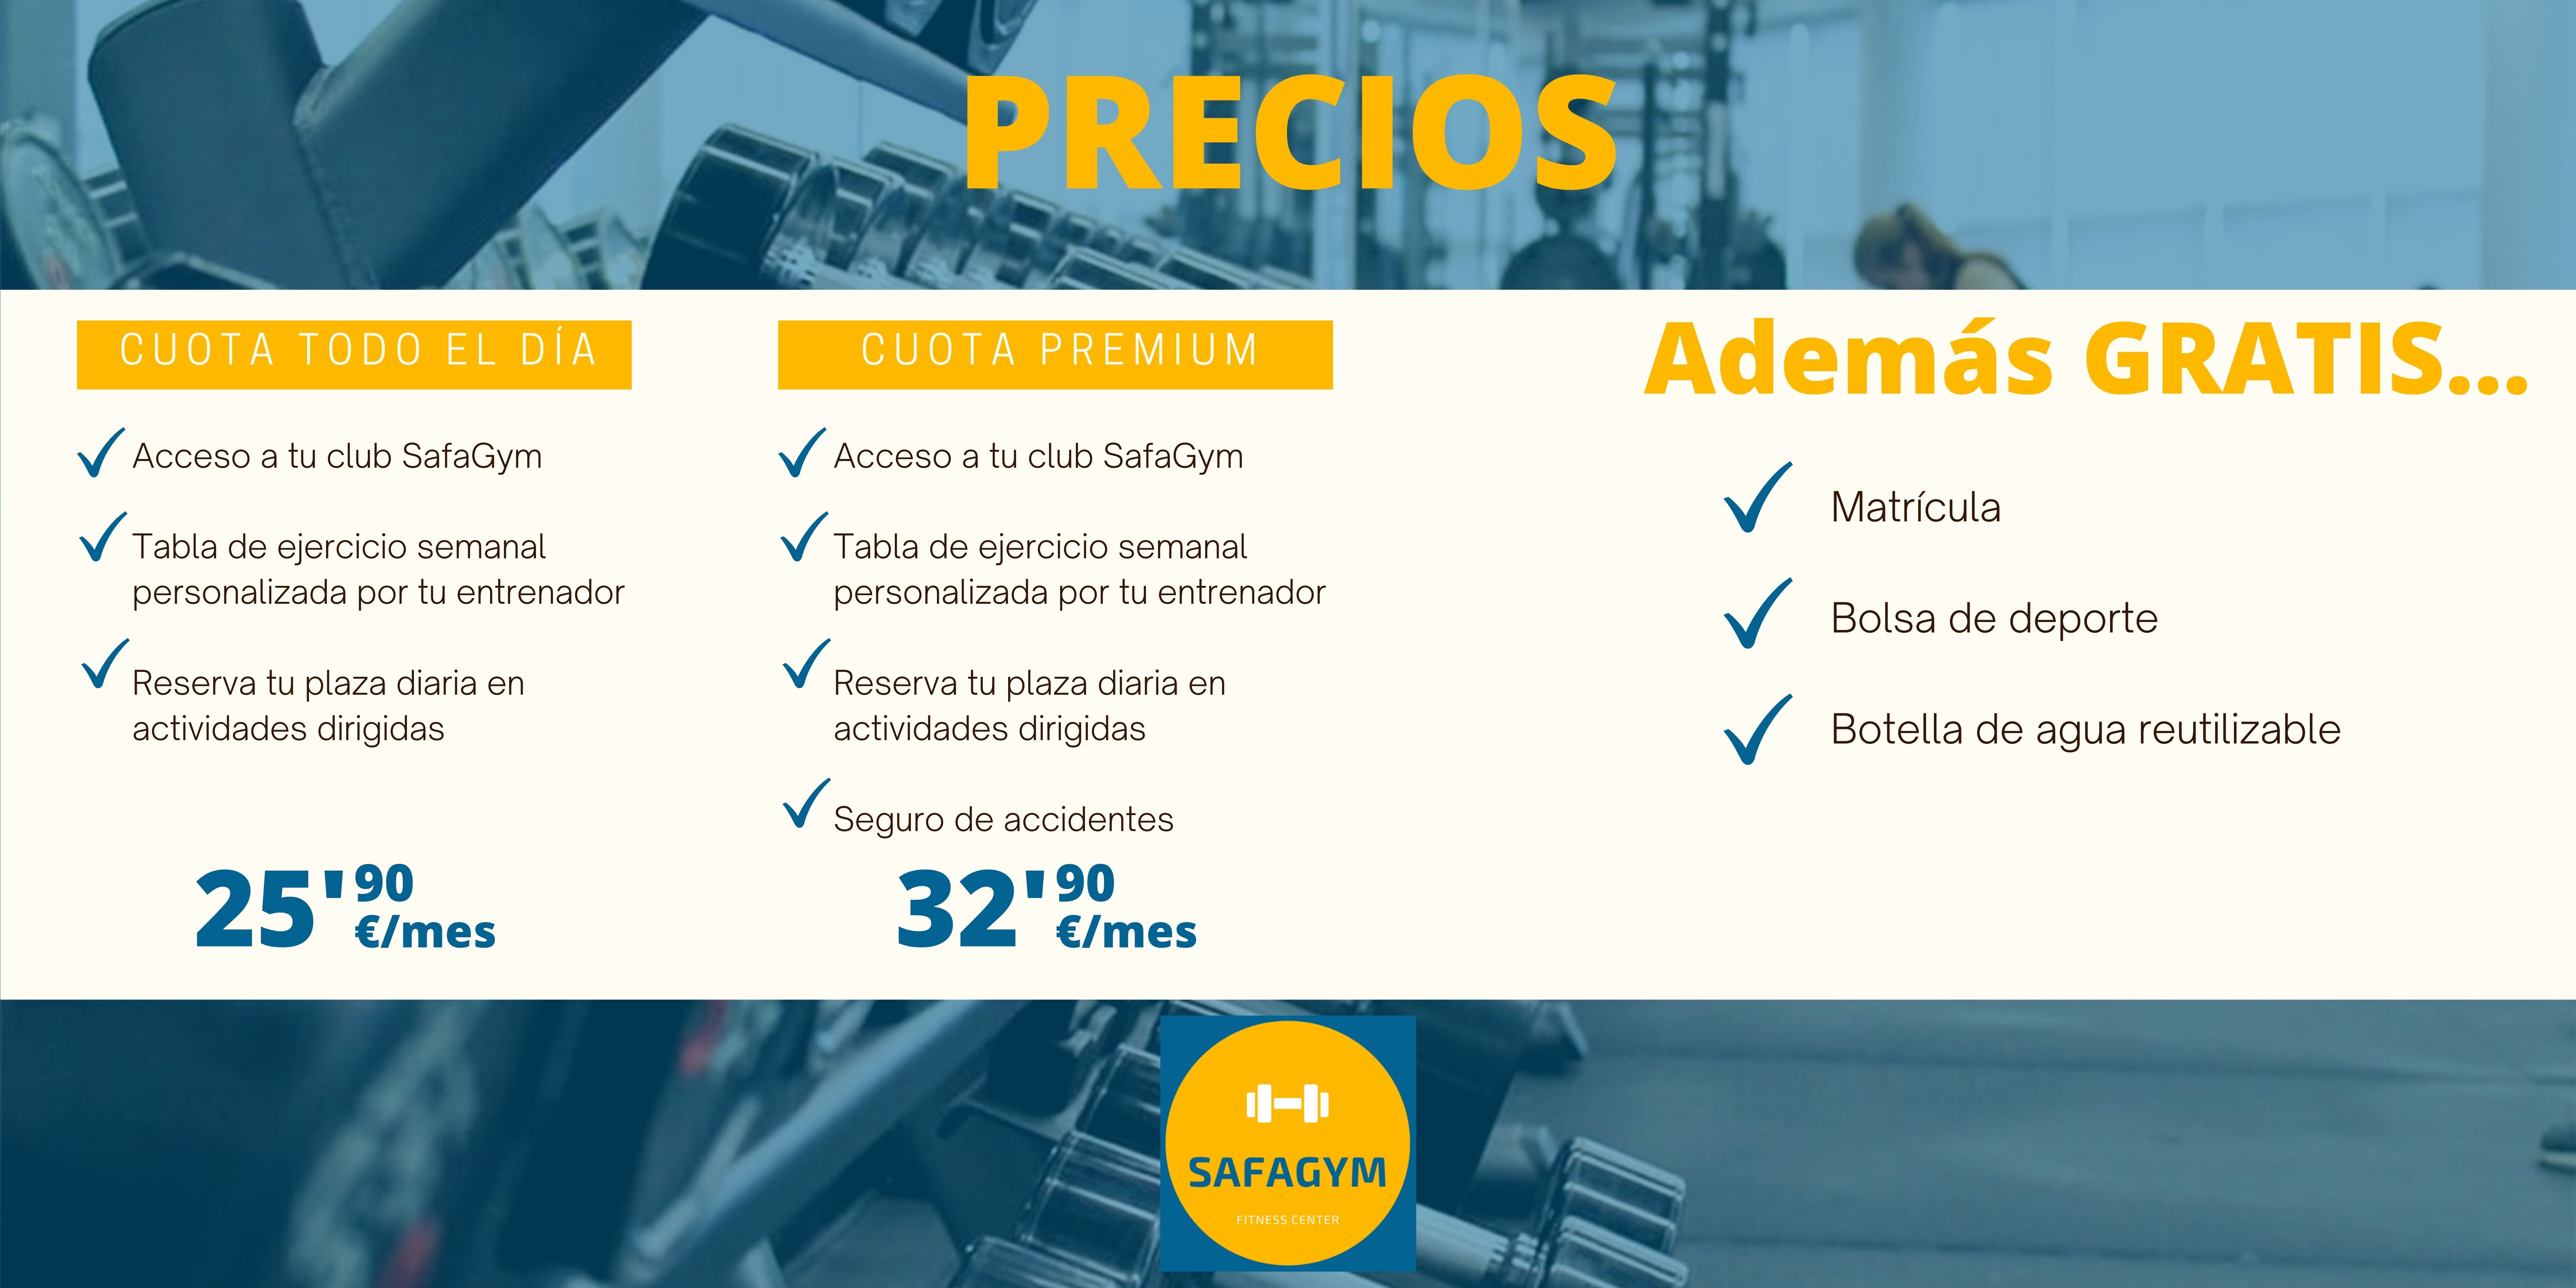 PRECIOS
CUOTA TODO EL DÍA
Acceso a tu club SafaGym
Tabla de ejercicio semanal
personalizada por tu entrenador
Reserva tu plaza diaria en
actividades dirigidas
25'90
€/mes
CUOTA PREMIUM
Acceso a tu club SafaGym
Tabla de ejercicio semanal
personalizada por tu entrenador
Reserva tu plaza diaria en
actividades dirigidas
Seguro de accidentes
32'90
€/mes
Además GRATIS...
Matrícula
Bolsa de deporte
Botella de agua reutilizable
SAFAGYM
FITNESS CENTER